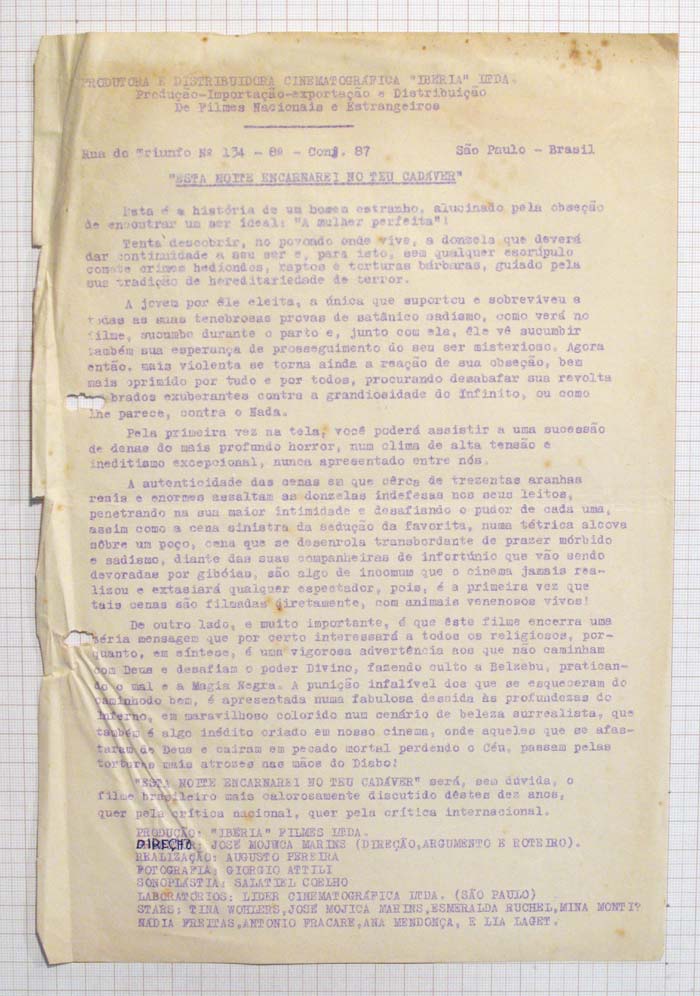 PRODUTORA E DISTRIBUIDORA CINEMATOGRÁFICA "IBERIA" LTDA.
Produção-Importação-exportação e Distribuição
De Filmes Nacionais e Estrangeiros
Rua do Triunfo Nº 134 - 8º - Conj. 87 São Paulo - Brasil
"ESTA NOITE ENCARNAREI NO TEU CADÁVER"
Esta é a história de um homem estranho, alucinado pela obseção
de encontrar um ser ideal: "A mulher perfeita"!
Tenta descobrir, no povoado onde vive, a donzela que deverá
dar continuidade a seu ser e, para isto, sem qualquer escrúpulo
comete crimes hediondos, raptos e torturas bárbaras, guiado pela
sua tradição de hereditariedade de terror.
A jovem por êle eleita, a única que suportou e sobreviveu a
todas as suas tenebrosas provas de satânico sadismo, como verá no
filme, sucumbe durante o parto e, junto com ela, êle vê sucumbir
também sua esperança de prosseguimento do seu ser misterioso. Agora
então, mais violenta se torna ainda a reação de sua obseção, bem
mais oprimido por tudo e por todos, procurando desabafar sua revolta
brados exuberantes contra a grandiosidade do Infinito, ou como
lhe parece, contra o Nada.
Pela primeira vez na tela, você poderá assistir a uma sucessão
de denas do mais profundo horror, num clima de alta tensão e
ineditismo excepcional, nunca apresentado entre nós.
A autenticidade das cenas em que cêrca de trezentas aranhas
reais e enormes assaltam as donzelas indefesas nos seus leitos,
penetrando na sua maior intimidade e desafiando o pudor de cada uma,
assim como a cena sinistra da sedução da favorita, numa tétrica alcova
sôbre um poço, cena que se desenrola transbordante de prazer mórbido
e sadismo, diante das suas companheiras de infortúnio que vão sendo
devoradas por gibóias, são algo de incomum que o cinema jamais rea-
lizou e extasiará qualquer espectador, pois, é a primeira vez que
tais cenas são filmadas diretamente, com animais venenosos vivos!
De outro lado, e muito importante, é que êste filme encerra uma
séria mensagem que por certo interessará a todos os religiosos, por-
quanto, em síntese, é uma vigorosa advertência aos que não caminham
com Deus e desafiam o poder Divino, fazendo culto a Belzebu, pratican-
do o mal e a Magia Negra. A punição infalível dos que se esqueceram do
caminhodo bem, é apresentada numa fabulosa descida às profundezas do
inferno, em maravilhoso colorido num cenário de beleza surrealista, que
também é algo inédito criado em nosso cinema, onde aqueles que se afas-
taram de Deus e cairam em pecado mortal perdendo o Céu, passam pelas
torturas mais atrozes nas mãos do Diabo!
"ESTA NOITE ENCARNAREI NO TEU CADÁVER" será, sem dúvida, o
filme brasileiro mais calorosamente discutido dêstes dez anos,
quer pela crítica nacional, quer pela crítica internacional.
PRODUÇÃO: "IBÉRIA" FILMES LTDA.
DIREÇÃO: JOSÉ MOJUCA MARINS (DIREÇÃO,ARGUMENTO E ROTEIRO).
REALIZAÇÃO: AUGUSTO PEREIRA
FOTOGRAFIA: GIORGIO ATTILI
SONOPLÁSTIA: SALATIEL COELHO
LABORATÓRIOS: LIDER CINEMATOGRÁFICA LTDA. (SÃO PAULO)
STARS: TINA WOHLERS,JOSÉ MOJICA MARINS,ESMERALDA RUCHEL,MINA MONTI?
NADIA FREITAS,ANTONIO FRACARE,ANA MENDONÇA, E LIA LAGET.